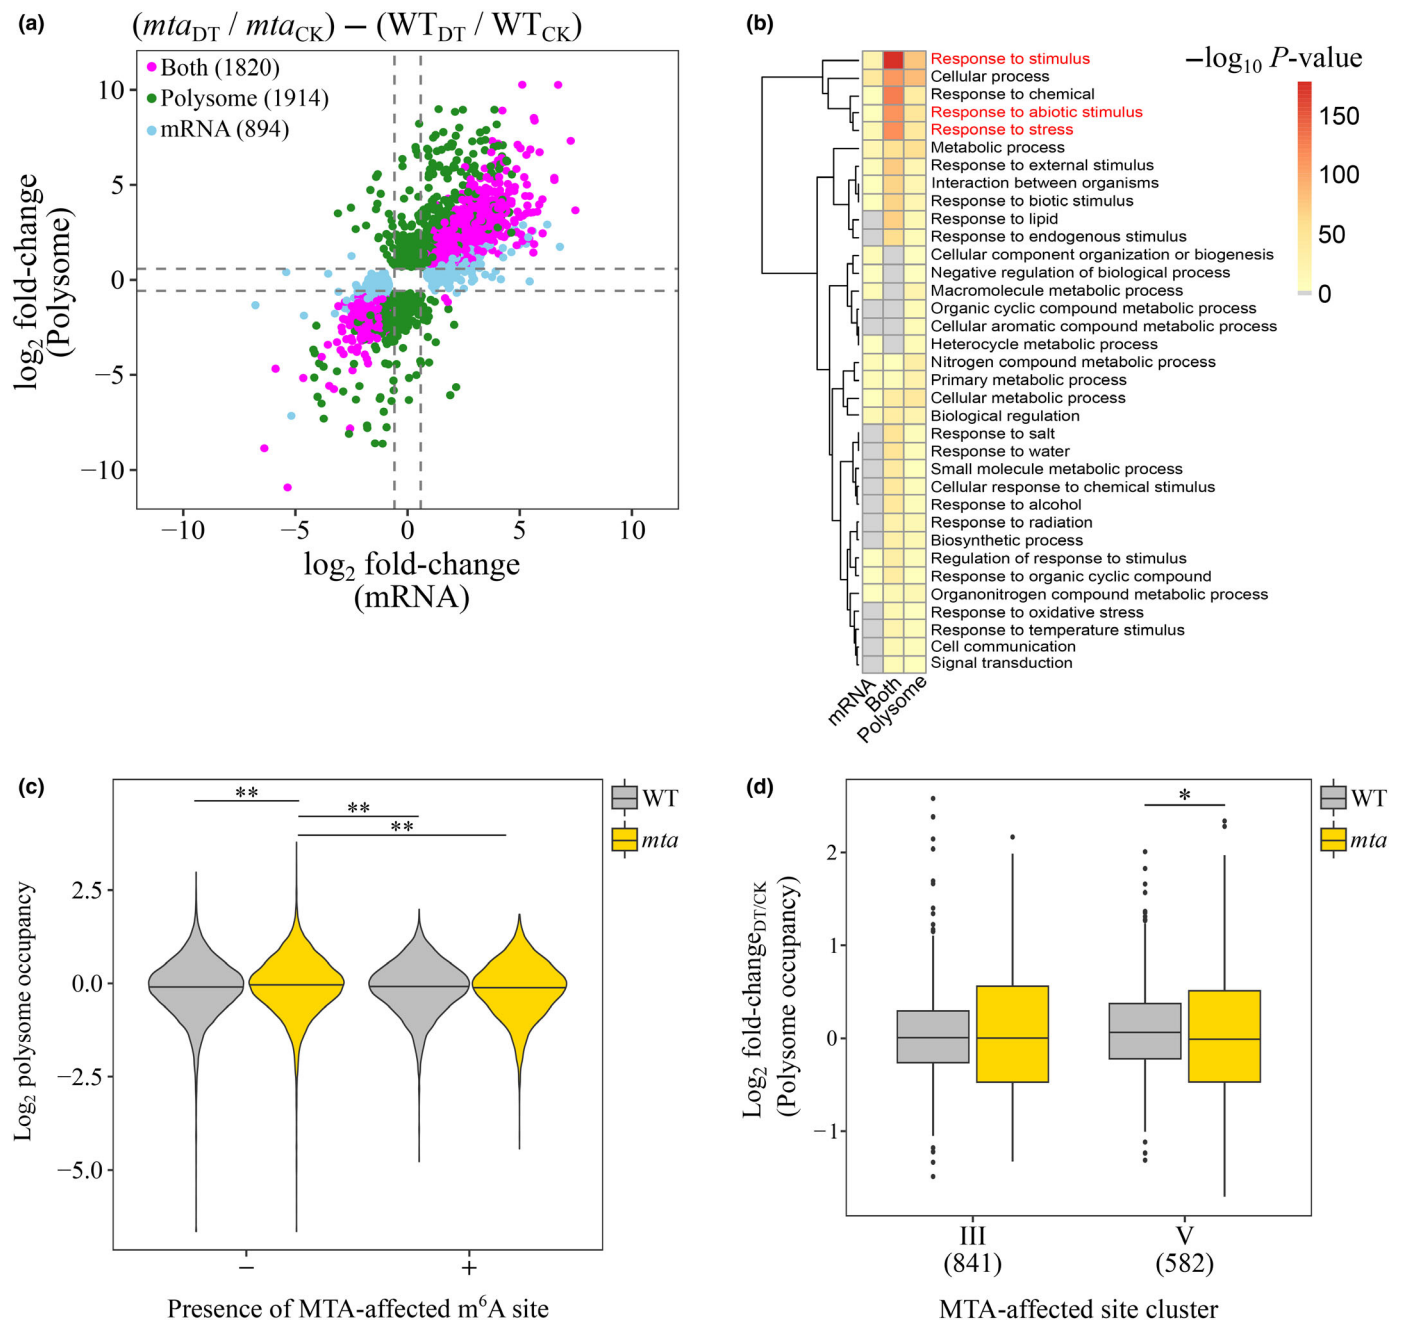 (a)
(mtaDT / mtaCK) − (WTDT / WTCK)
Both (1820)
Polysome (1914)
mRNA (894)
10
5
0
−5
−10
log2 fold-change
(Polysome)
−10
−5
0
5
10
log2 fold-change
(mRNA)
(b)
−log10 P-value
150
100
50
0
Response to stimulus
Cellular process
Response to chemical
Response to abiotic stimulus
Response to stress
Metabolic process
Response to external stimulus
Interaction between organisms
Response to biotic stimulus
Response to lipid
Response to endogenous stimulus
Cellular component organization or biogenesis
Negative regulation of biological process
Macromolecule metabolic process
Organic cyclic compound metabolic process
Cellular aromatic compound metabolic process
Heterocycle metabolic process
Nitrogen compound metabolic process
Primary metabolic process
Cellular metabolic process
Biological regulation
Response to salt
Response to water
Small molecule metabolic process
Cellular response to chemical stimulus
Response to alcohol
Response to radiation
Biosynthetic process
Regulation of response to stimulus
Response to organic cyclic compound
Organonitrogen compound metabolic process
Response to oxidative stress
Response to temperature stimulus
Cell communication
Signal transduction
mRNA
Both
Polysome
(c)
**
**
**
WT
mta
2.5
0.0
−2.5
−5.0
Log2 polysome occupancy
−
+
Presence of MTA-affected m6A site
(d)
*
WT
mta
2
1
0
−1
Log2 fold-changeDT/CK
(Polysome occupancy)
III
(841)
V
(582)
MTA-affected site cluster